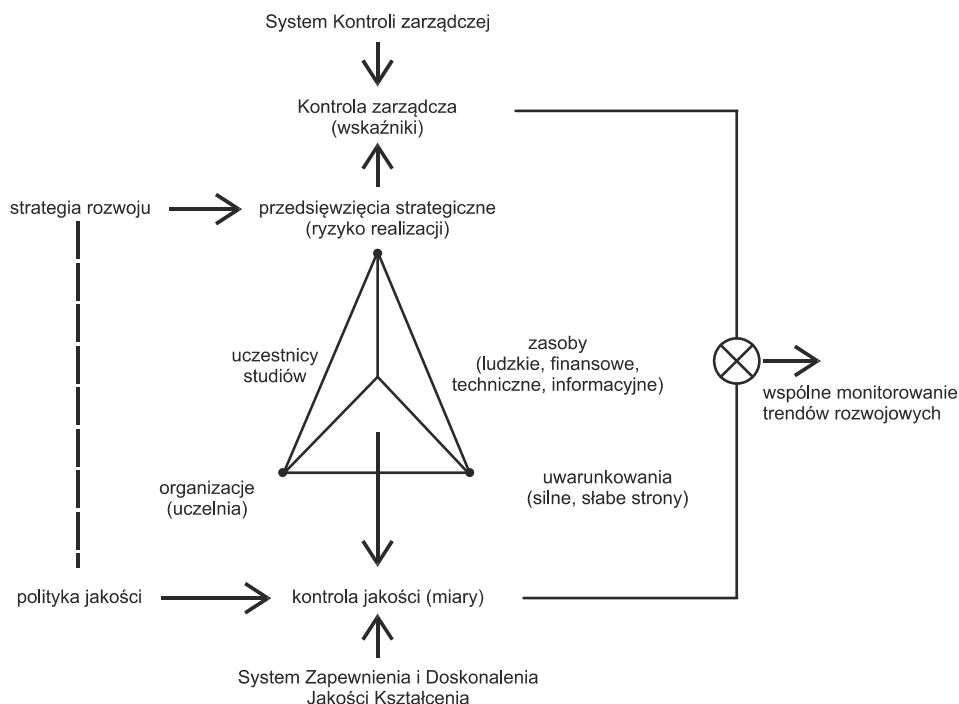 System Kontroli zarządczej
Kontrola zarządcza
(wskaźniki)
strategia rozwoju
przedsięwzięcia strategiczne
(ryzyko realizacji)
uczestnicy
studiów
zasoby
(ludzkie, finansowe,
techniczne, informacyjne)
wspólne monitorowanie
trendów rozwojowych
organizacje
(uczelnia)
uwarunkowania
(silne, słabe strony)
polityka jakości
kontrola jakości (miary)
System Zapewnienia i Doskonalenia
Jakości Kształcenia